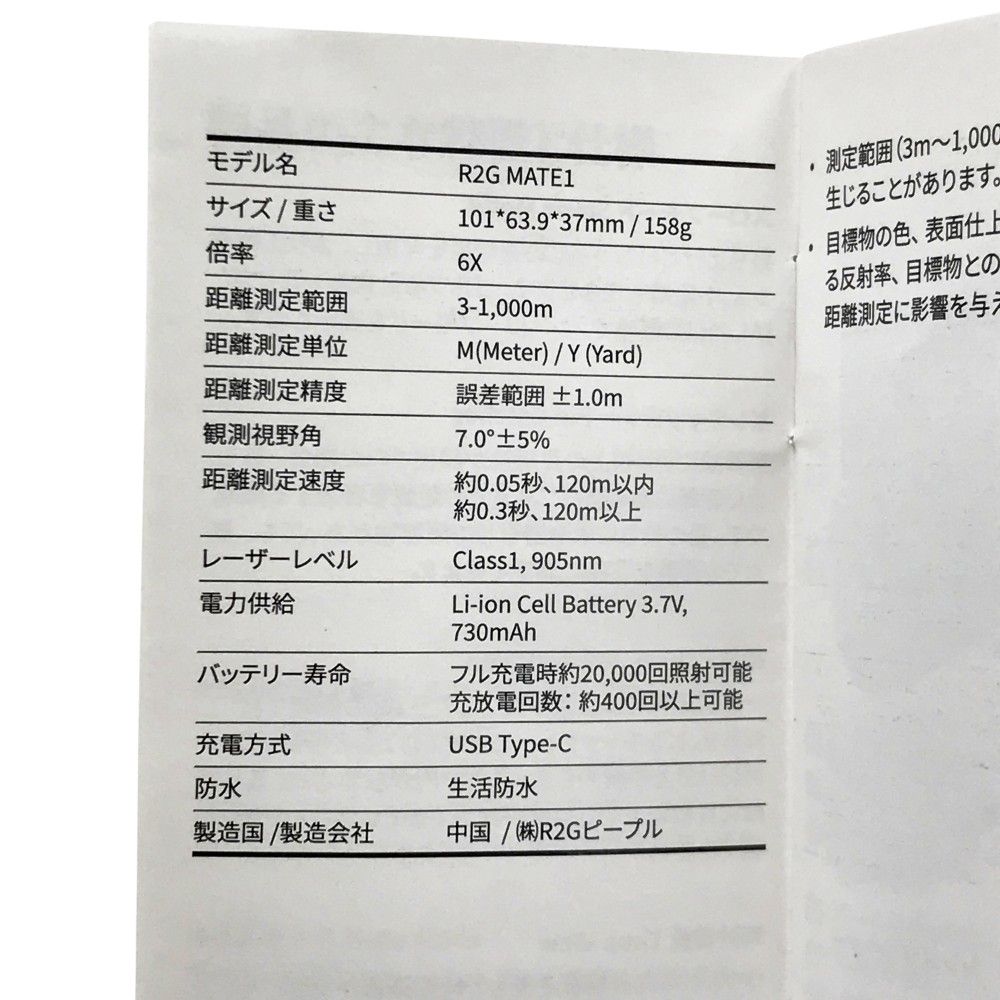 モデル名 R2G MATE1
サイズ / 重さ 101*63.9*37mm / 158g
倍率 6X
距離測定範囲 3-1,000m
距離測定単位 M(Meter) / Y (Yard)
距離測定精度 誤差範囲 ±1.0m
観測視野角 7.0°±5%
距離測定速度 約0.05秒、120m以内
約0.3秒、120m以上
レーザーレベル Class1, 905nm
電力供給 Li-ion Cell Battery 3.7V,
730mAh
バッテリー寿命 フル充電時約20,000回照射可能
充放電回数： 約400回以上可能
充電方式 USB Type-C
防水 生活防水
製造国 /製造会社 中国 / ㈱R2Gピープル
・ 測定範囲（3m～1,000
生じることがあります。
・ 目標物の色、表面仕上
る反射率、目標物との
距離測定に影響を与え